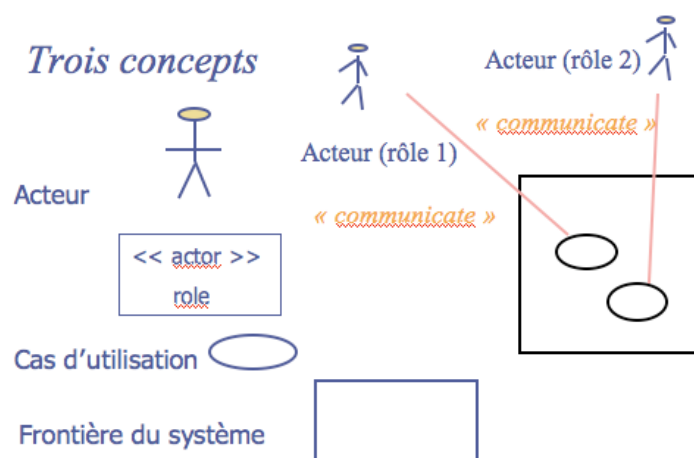 Trois concepts
Acteur (rôle 2)
« communicate »
Acteur (rôle 1)
Acteur
« communicate »
<< actor >>
role
Cas d’utilisation
Frontière du système